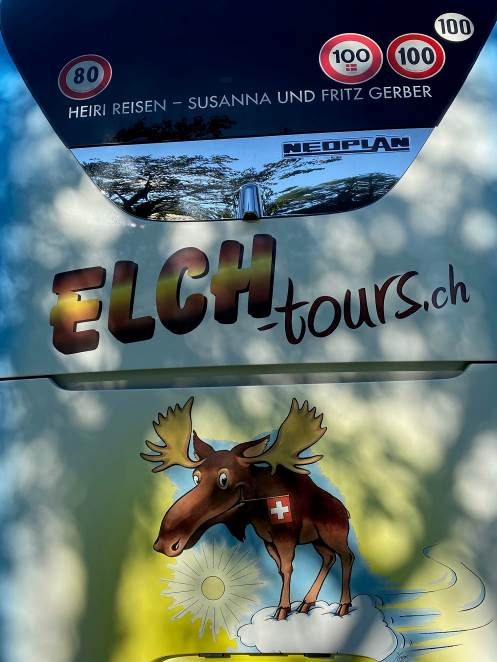 100
80
100
100
HEIRI REISEN – SUSANNA UND FRITZ GERBER
NEOPLAN
ELCH-tours.ch